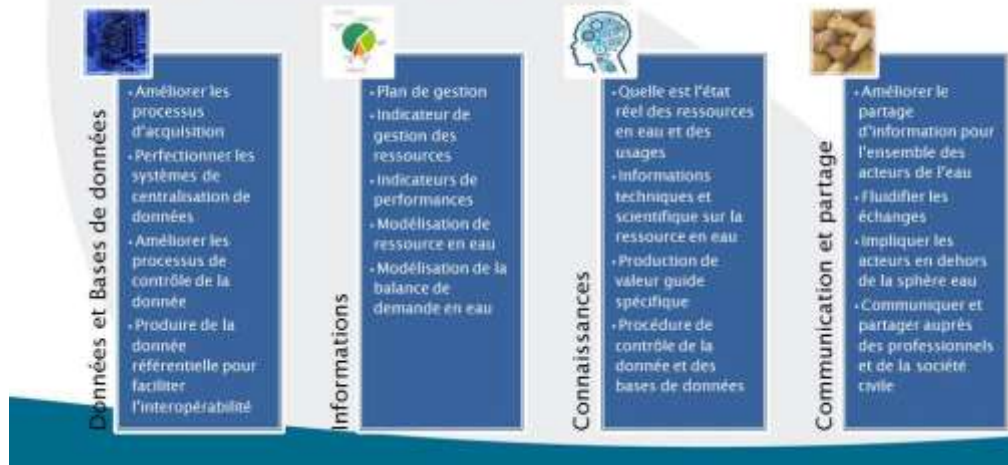 Données et Bases de données
• Améliorer les
processus
d'acquisition
• Perfectionner les
systèmes de
centralisation de
données
• Améliorer les
processus de
contrôle de la
donnée
• Produire de la
donnée
référentielle pour
faciliter
l'interopérabilité
Informations
• Plan de gestion
• Indicateur de
gestion des
ressources
• Indicateurs de
performances
• Modélisation de
ressource en eau
• Modélisation de la
balance de
demande en eau
Connaissances
• Quelle est l'état
réel des ressources
en eau et des
usages
• Informations
techniques et
scientifique sur la
ressource en eau
• Production de
valeur guide
spécifique
• Procédure de
contrôle de la
donnée et des
bases de données
Communication et partage
• Améliorer le
partage
d'information pour
l'ensemble des
acteurs de l'eau
• Fluidifier les
échanges
• Impliquer les
acteurs en dehors
de la sphère eau
• Communiquer et
partager auprès
des professionnels
et de la société
civile